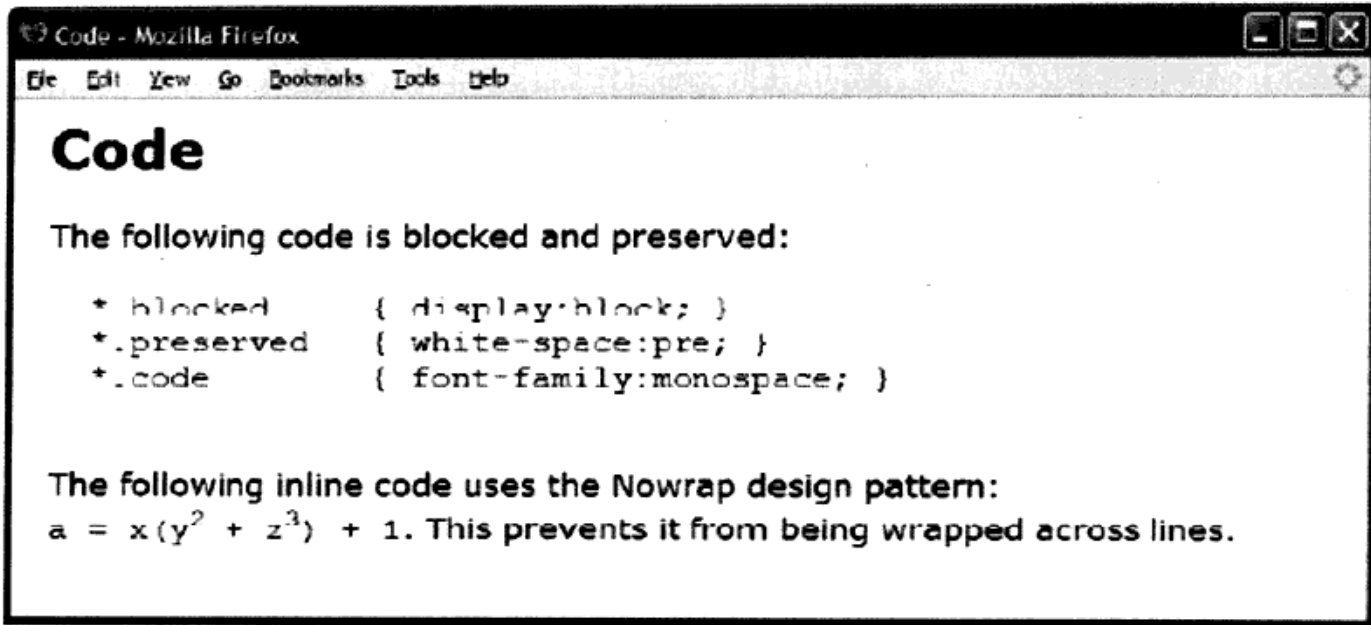 Code - Mozilla Firefox
File Edit View Go Bookmarks Tools Help
Code
The following code is blocked and preserved:
*.blocked { display:block; }
*.preserved { white-space:pre; }
*.code { font-family:monospace; }
The following inline code uses the Nowrap design pattern:
a = x(y² + z³) + 1. This prevents it from being wrapped across lines.